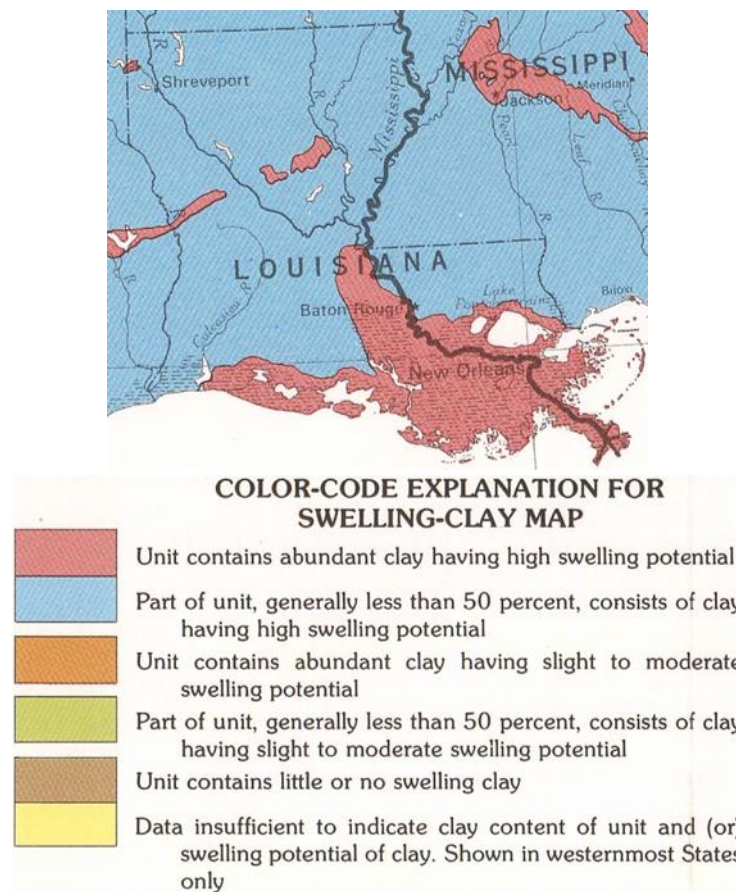 Yazoo
R
R
Shreveport
MISSISSIPPI
Meridian
Jackson
Mississippi
R
Pearl
Leaf
R
R
R
LOUISIANA
Calcasieu R
R
R
Lake
Biloxi
Baton Rouge
Pontchartrain
New Orleans
COLOR-CODE EXPLANATION FOR
SWELLING-CLAY MAP
Unit contains abundant clay having high swelling potential
Part of unit, generally less than 50 percent, consists of clay
having high swelling potential
Unit contains abundant clay having slight to moderate
swelling potential
Part of unit, generally less than 50 percent, consists of clay
having slight to moderate swelling potential
Unit contains little or no swelling clay
Data insufficient to indicate clay content of unit and (or)
swelling potential of clay. Shown in westernmost States
only